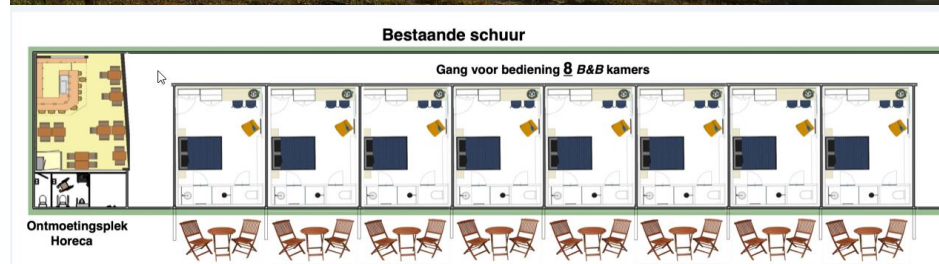 Bestaande schuur
Gang voor bediening 8 B&B kamers
Ontmoetingsplek
Horeca